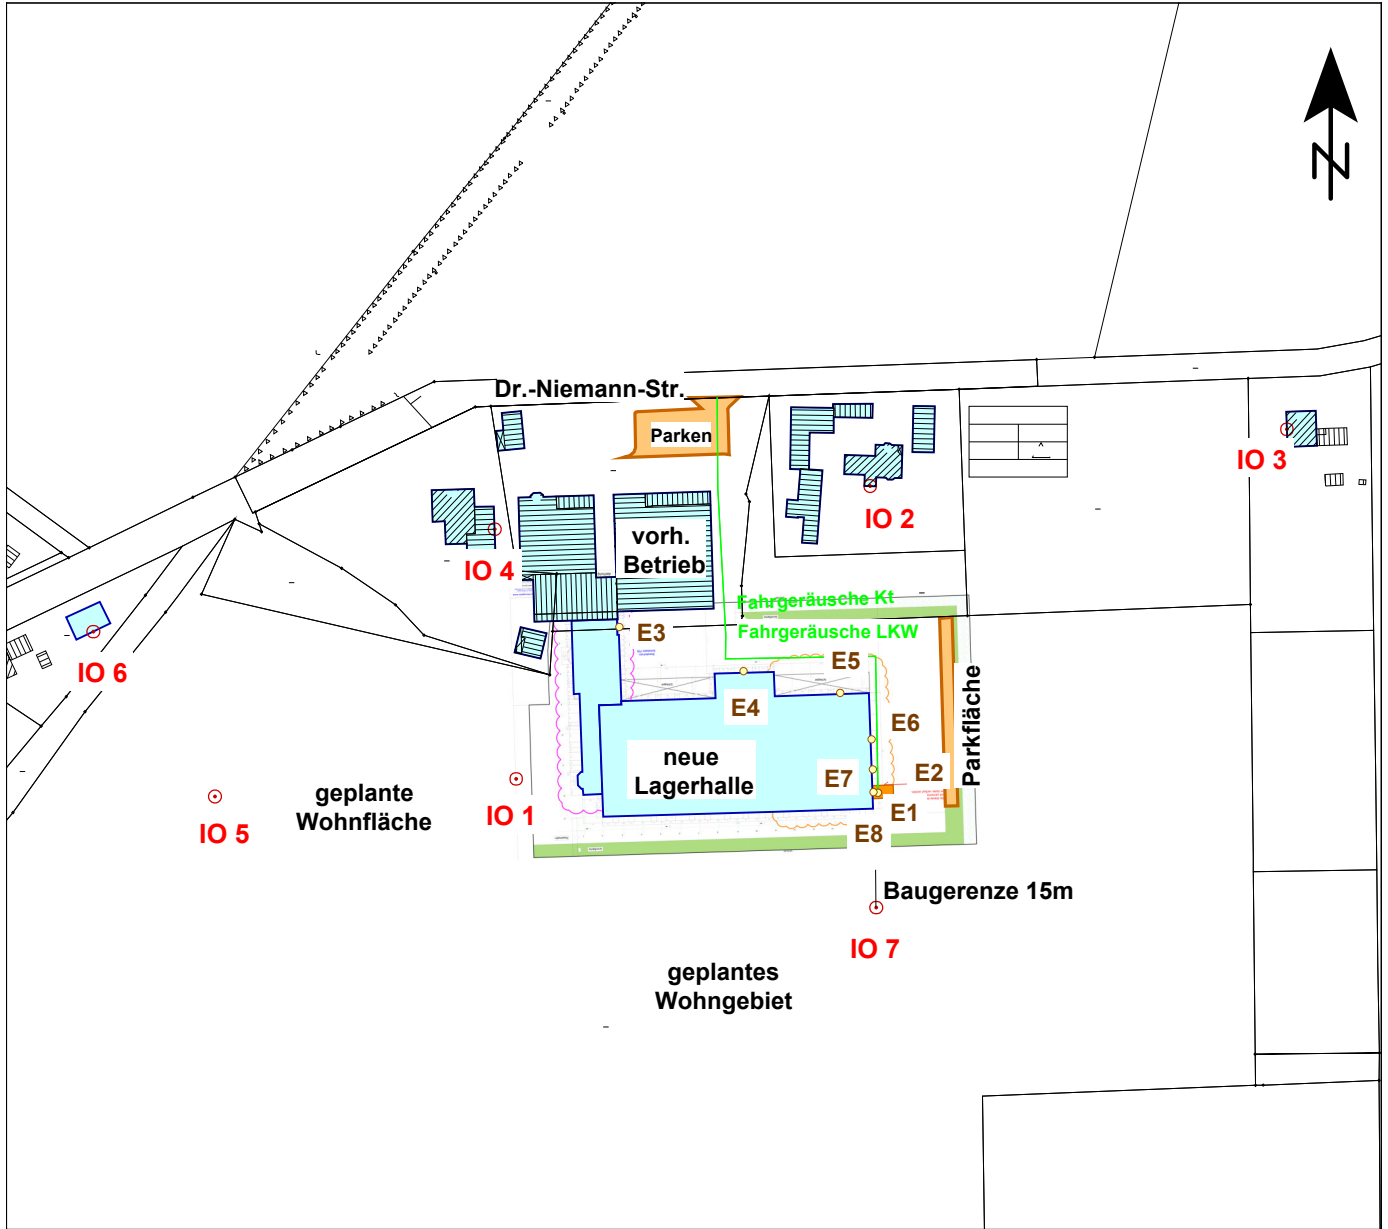 Dr.-Niemann-Str.
Parken
IO 3
IO 2
vorh.
Betrieb
IO 4
Fahrgeräusche Kt
Fahrgeräusche LKW
E3
IO 6
E5
E4
E6
Parkfläche
neue
Lagerhalle
E7
E2
geplante
Wohnfläche
IO 1
IO 5
E1
E8
Baugerenze 15m
IO 7
geplantes
Wohngebiet
N